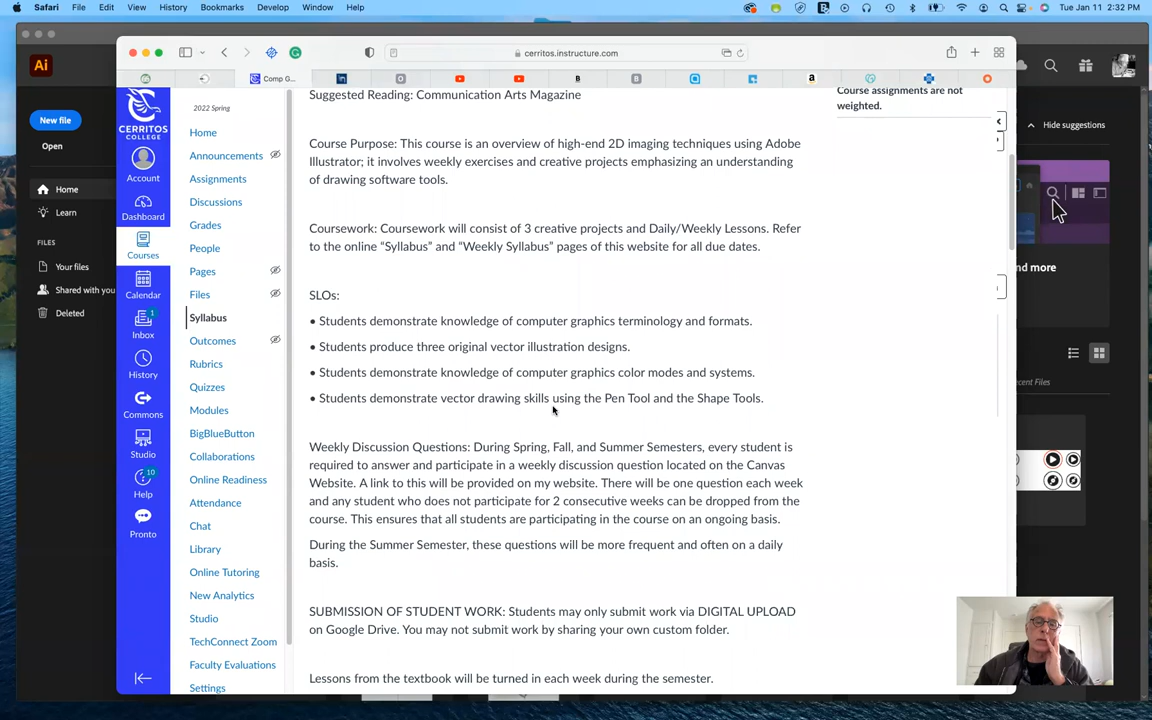 Safari File Edit View History Bookmarks Develop Window Help
Tue Jan 11 2:32 PM
Ai
New file
Open
Home
Learn
FILES
Your files
Shared with you
Deleted
cerritos.instructure.com
Comp G...
CERRITOS
COLLEGE
Account
Dashboard
Courses
Calendar
1
Inbox
History
Commons
Studio
10
Help
Pronto
2022 Spring
Home
Announcements
Assignments
Discussions
Grades
People
Pages
Files
Syllabus
Outcomes
Rubrics
Quizzes
Modules
BigBlueButton
Collaborations
Online Readiness
Attendance
Chat
Library
Online Tutoring
New Analytics
Studio
TechConnect Zoom
Faculty Evaluations
Settings
Suggested Reading: Communication Arts Magazine
Course Purpose: This course is an overview of high-end 2D imaging techniques using Adobe
Illustrator; it involves weekly exercises and creative projects emphasizing an understanding
of drawing software tools.
Coursework: Coursework will consist of 3 creative projects and Daily/Weekly Lessons. Refer
to the online “Syllabus” and “Weekly Syllabus” pages of this website for all due dates.
SLOs:
• Students demonstrate knowledge of computer graphics terminology and formats.
• Students produce three original vector illustration designs.
• Students demonstrate knowledge of computer graphics color modes and systems.
• Students demonstrate vector drawing skills using the Pen Tool and the Shape Tools.
Weekly Discussion Questions: During Spring, Fall, and Summer Semesters, every student is
required to answer and participate in a weekly discussion question located on the Canvas
Website. A link to this will be provided on my website. There will be one question each week
and any student who does not participate for 2 consecutive weeks can be dropped from the
course. This ensures that all students are participating in the course on an ongoing basis.
During the Summer Semester, these questions will be more frequent and often on a daily
basis.
SUBMISSION OF STUDENT WORK: Students may only submit work via DIGITAL UPLOAD
on Google Drive. You may not submit work by sharing your own custom folder.
Lessons from the textbook will be turned in each week during the semester.
Course assignments are not
weighted.
Hide suggestions
nd more
Recent Files